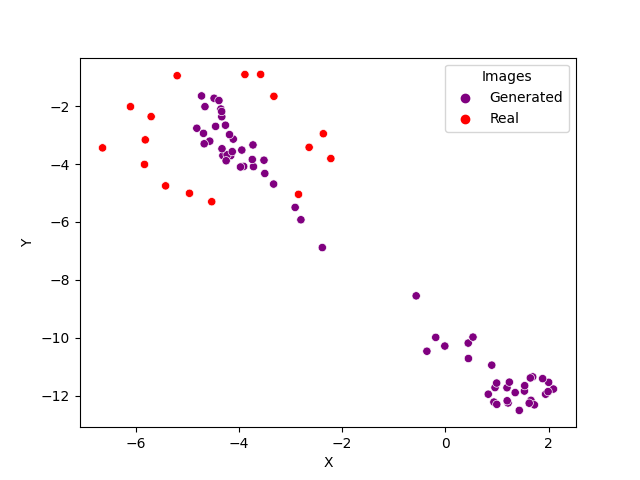 Images
Generated
Real
−2
−4
−6
−8
−10
−12
Y
−6 −4 −2 0 2
X